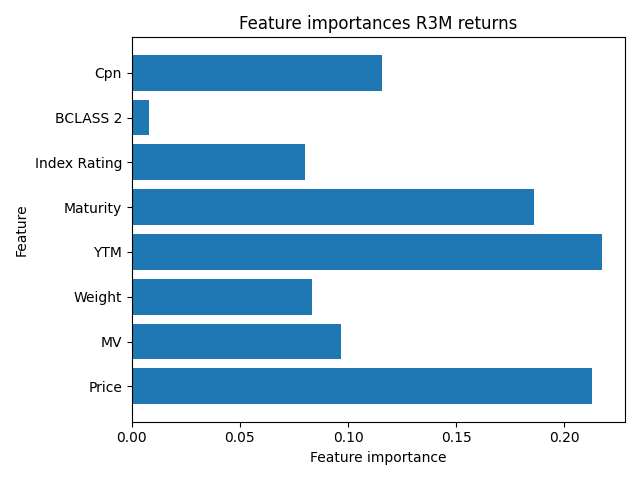 Feature importances R3M returns
Feature
Cpn
BCLASS 2
Index Rating
Maturity
YTM
Weight
MV
Price
0.00 0.05 0.10 0.15 0.20
Feature importance